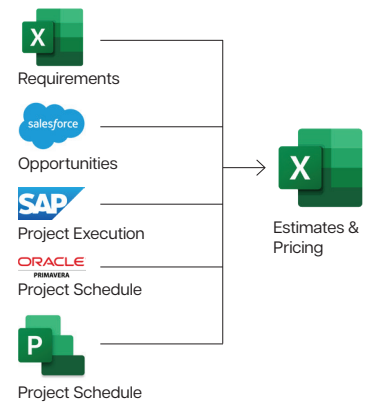 X
Requirements
salesforce
Opportunities
SAP
Project Execution
ORACLE
PRIMAVERA
Project Schedule
P
Project Schedule
X
Estimates &
Pricing